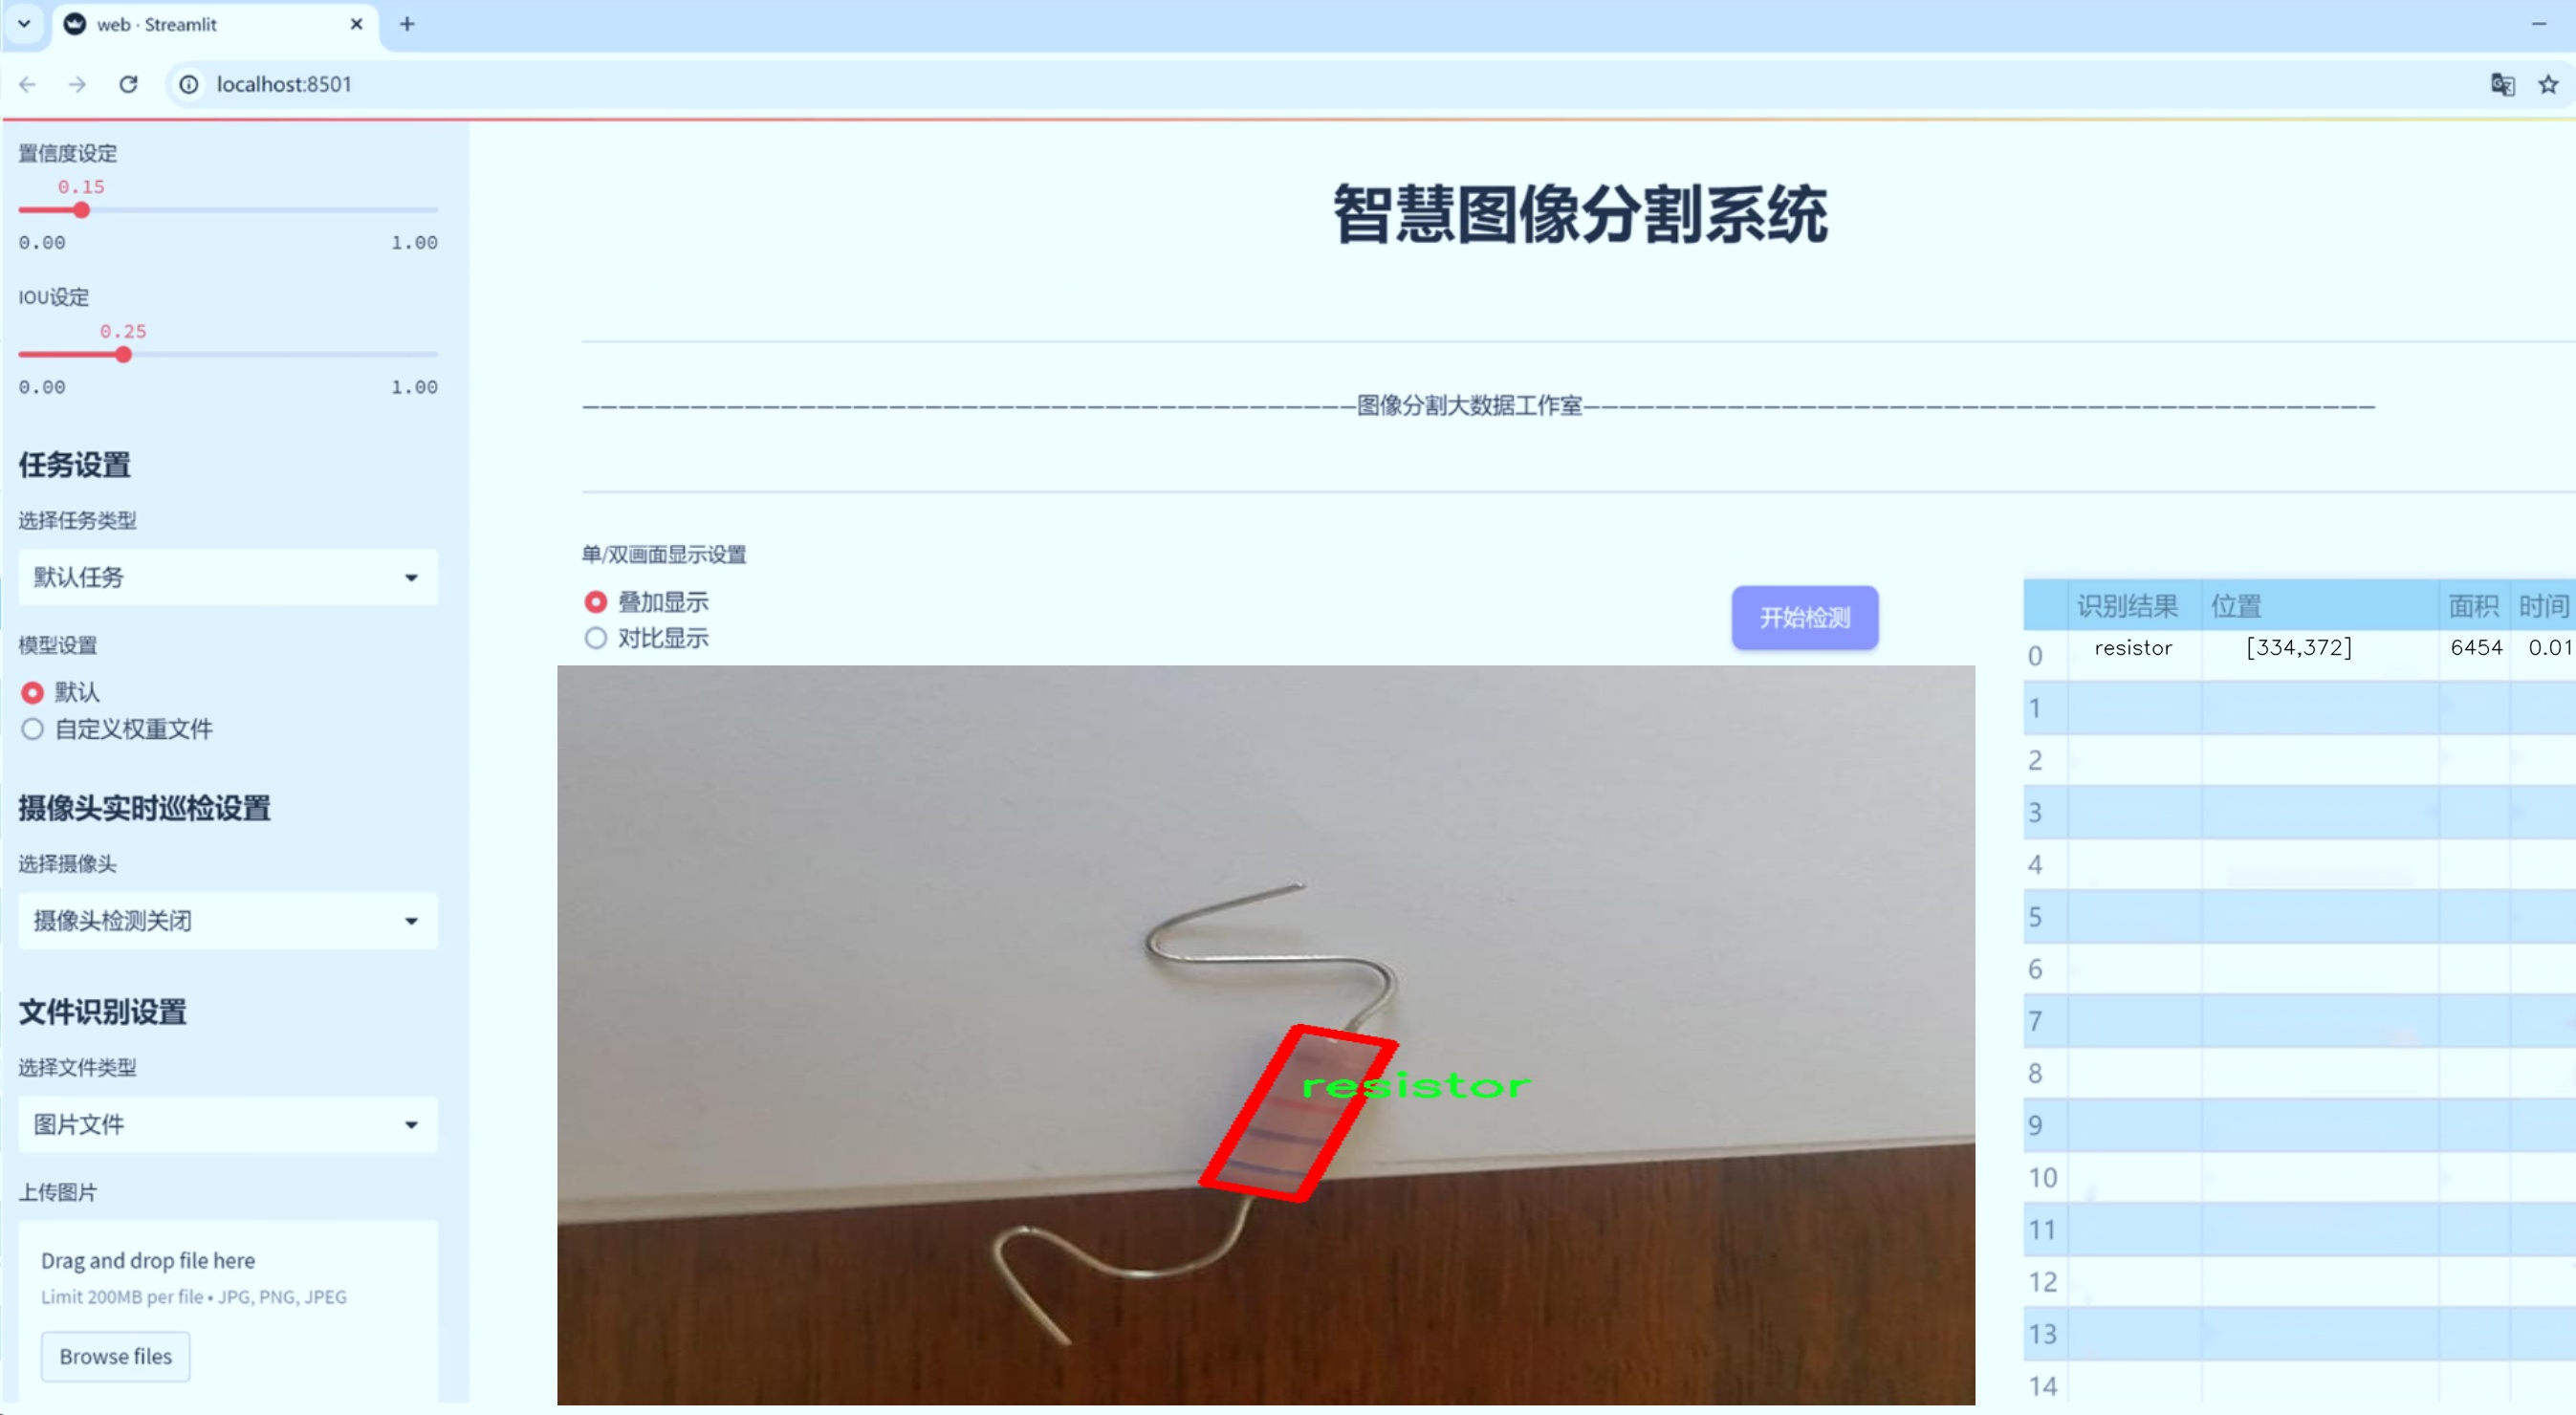 web · Streamlit
localhost:8501
置信度设定
0.15
0.00 1.00
IOU设定
0.25
0.00 1.00
任务设置
选择任务类型
默认任务
模型设置
默认
自定义权重文件
摄像头实时巡检设置
选择摄像头
摄像头检测关闭
文件识别设置
选择文件类型
图片文件
上传图片
Drag and drop file here
Limit 200MB per file • JPG, PNG, JPEG
Browse files
智慧图像分割系统
———————————————————————————————————————————图像分割大数据工作室————————————————————————————————————————————
单/双画面显示设置
叠加显示
对比显示
开始检测
resistor
识别结果 位置 面积 时间
0 resistor [334,372] 6454 0.01
1
2
3
4
5
6
7
8
9
10
11
12
13
14